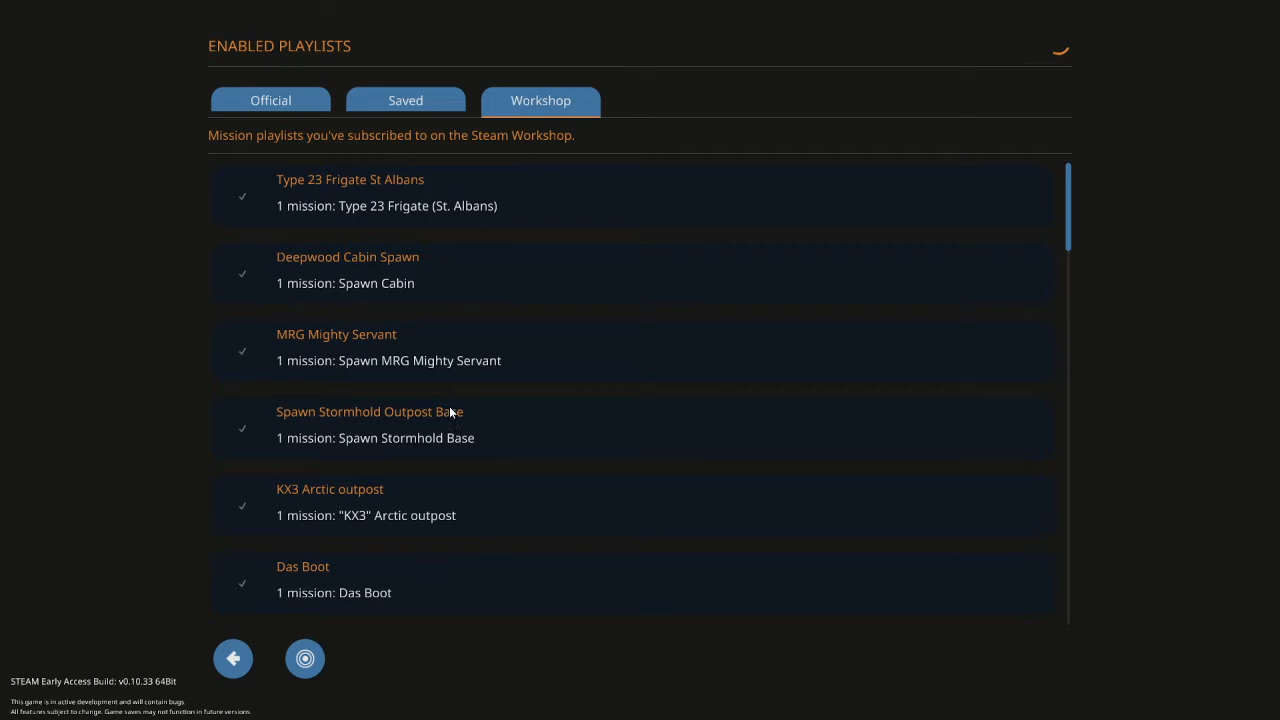 ENABLED PLAYLISTS
Official
Saved
Workshop
Mission playlists you've subscribed to on the Steam Workshop.
Type 23 Frigate St Albans
1 mission: Type 23 Frigate (St. Albans)
Deepwood Cabin Spawn
1 mission: Spawn Cabin
MRG Mighty Servant
1 mission: Spawn MRG Mighty Servant
Spawn Stormhold Outpost Base
1 mission: Spawn Stormhold Base
KX3 Arctic outpost
1 mission: "KX3" Arctic outpost
Das Boot
1 mission: Das Boot
STEAM Early Access Build: v0.10.33 64Bit
This game is in active development and will contain bugs.
All features subject to change. Game saves may not function in future versions.